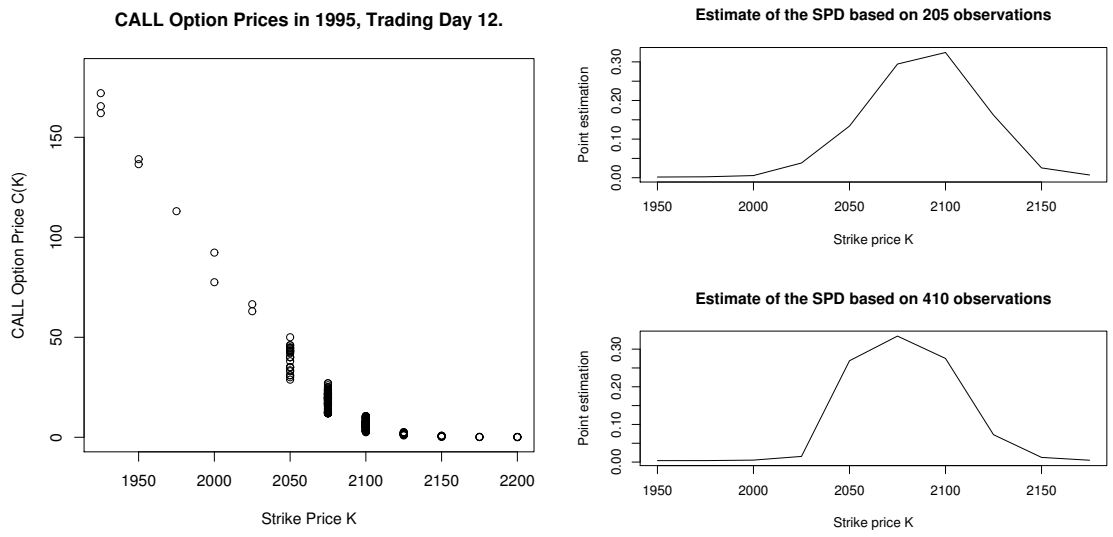 CALL Option Prices in 1995, Trading Day 12.
CALL Option Price C(K)
150
100
50
0
1950 2000 2050 2100 2150 2200
Strike Price K
Estimate of the SPD based on 205 observations
Point estimation
0.30
0.20
0.10
0.00
1950 2000 2050 2100 2150
Strike price K
Estimate of the SPD based on 410 observations
Point estimation
0.30
0.20
0.10
0.00
1950 2000 2050 2100 2150
Strike price K